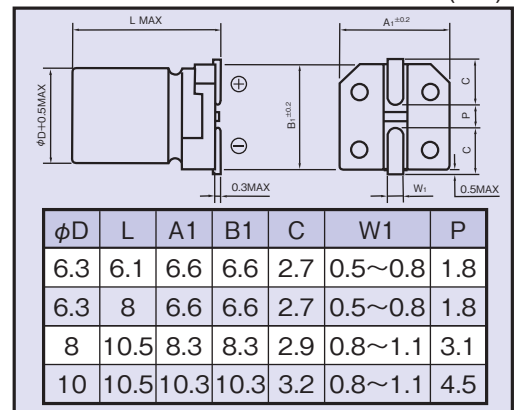 L MAX
A1±0.2
φD+0.5MAX
⊕
B1±0.2
⊖
C
P
C
0.3MAX
W1
0.5MAX
φD L A1 B1 C W1 P
6.3 6.1 6.6 6.6 2.7 0.5～0.8 1.8
6.3 8 6.6 6.6 2.7 0.5～0.8 1.8
8 10.5 8.3 8.3 2.9 0.8～1.1 3.1
10 10.5 10.3 10.3 3.2 0.8～1.1 4.5